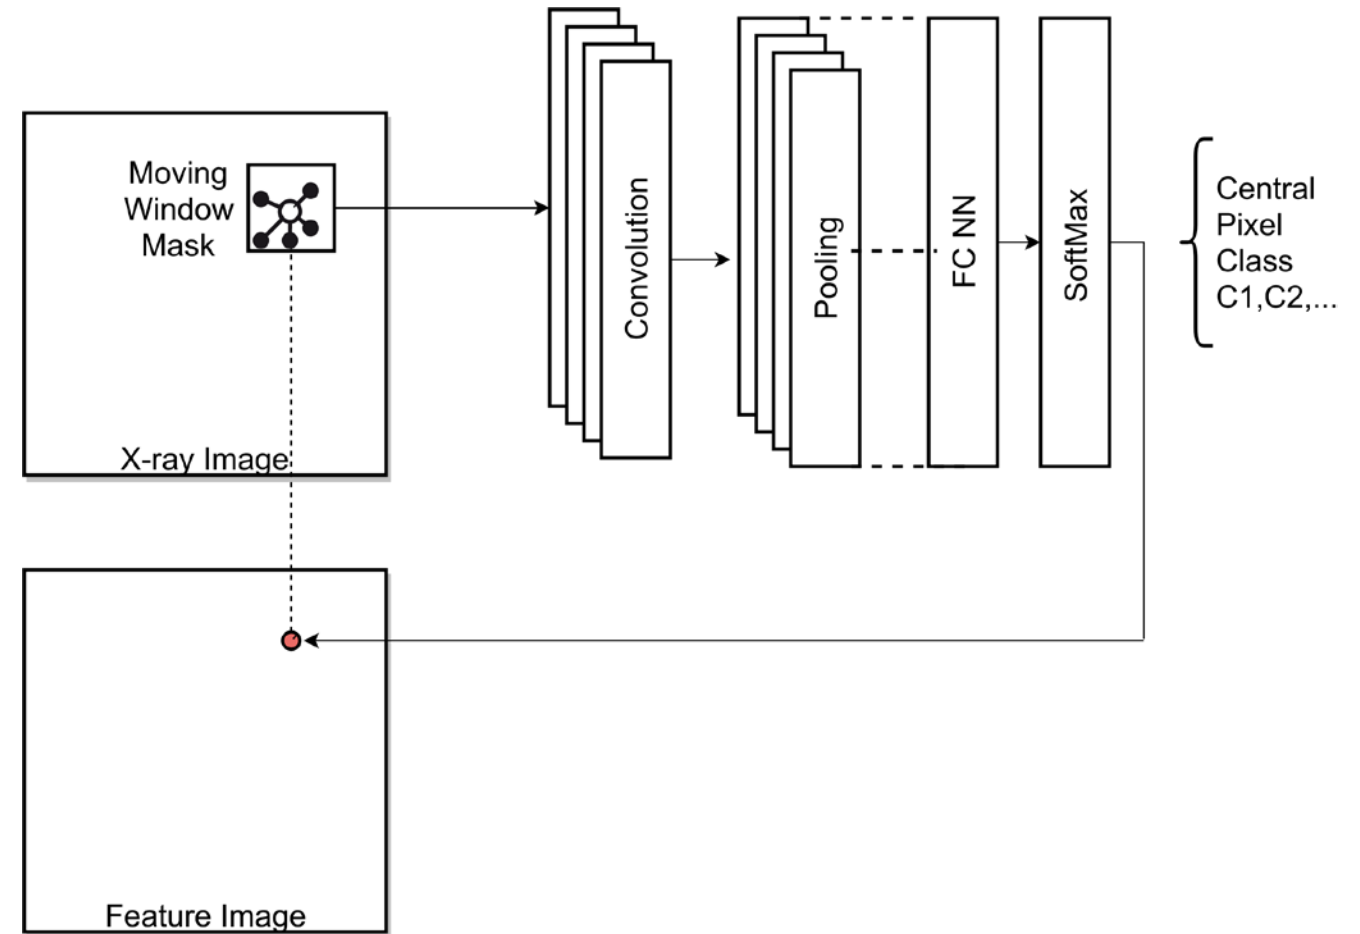 Moving
Window
Mask
X-ray Image
Convolution
Pooling
FC NN
SoftMax
Central
Pixel
Class
C1,C2,...
Feature Image